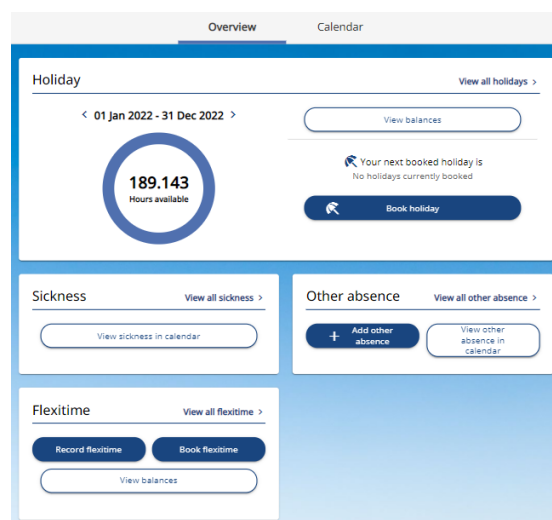 Overview Calendar
Holiday View all holidays >
< 01 Jan 2022 - 31 Dec 2022 >
View balances
189.143
Hours available
Your next booked holiday is
No holidays currently booked
Book holiday
Sickness View all sickness >
View sickness in calendar
Other absence View all other absence >
+ Add other
absence
View other
absence in
calendar
Flexitime View all flexitime >
Record flexitime Book flexitime
View balances